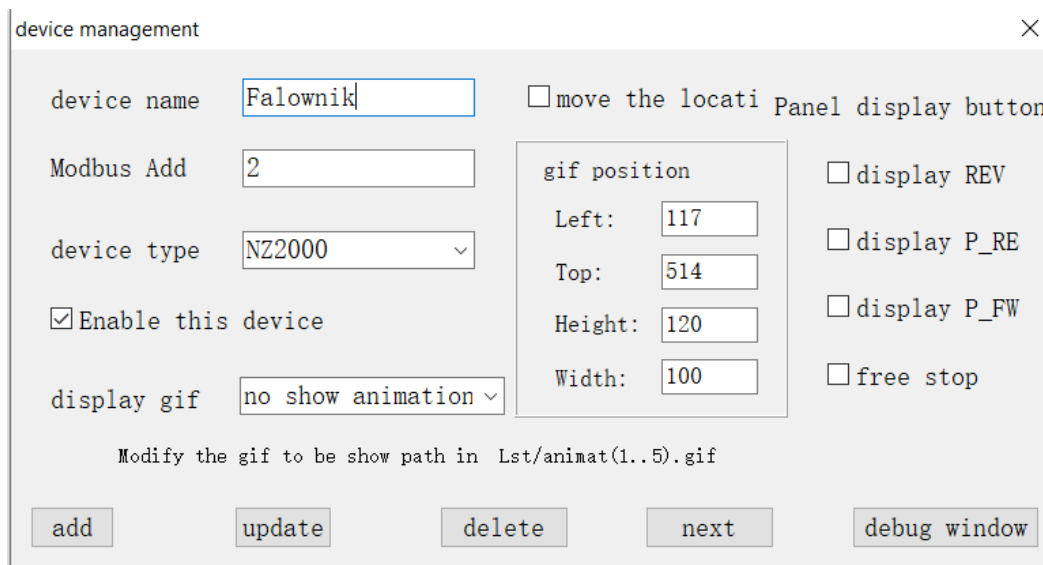 device management
device name
Falownik
move the locati
Panel display button
Modbus Add
2
gif position
display REV
Left:
117
device type
NZ2000
display P_RE
Top:
514
Enable this device
Height:
120
display P_FW
Width:
100
free stop
display gif
no show animation
Modify the gif to be show path in Lst/animat(1..5).gif
add
update
delete
next
debug window